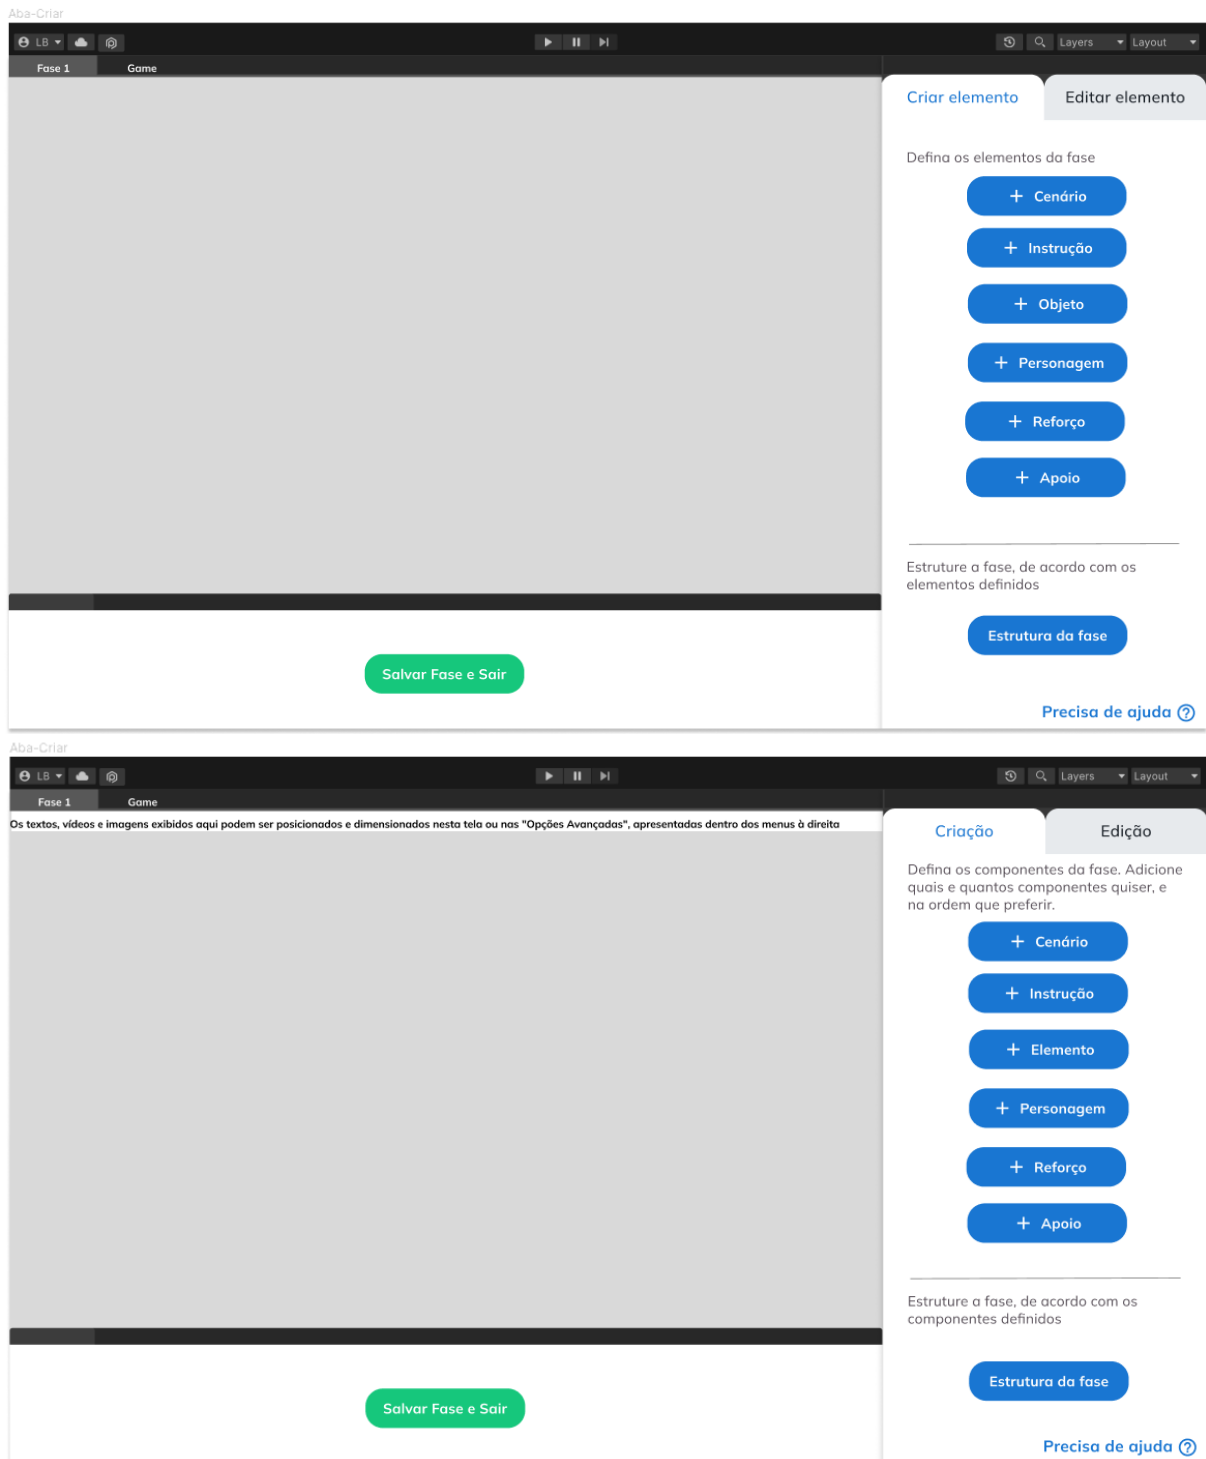 Aba-Criar
LB
Layers
Layout
Fase 1
Game
Criar elemento
Editar elemento
Defina os elementos da fase
+ Cenário
+ Instrução
+ Objeto
+ Personagem
+ Reforço
+ Apoio
Estruture a fase, de acordo com os
elementos definidos
Estrutura da fase
Salvar Fase e Sair
Precisa de ajuda ?
Aba-Criar
LB
Layers
Layout
Fase 1
Game
Os textos, vídeos e imagens exibidos aqui podem ser posicionados e dimensionados nesta tela ou nas "Opções Avançadas", apresentadas dentro dos menus à direita
Criação
Edição
Defina os componentes da fase. Adicione
quais e quantos componentes quiser, e
na ordem que preferir.
+ Cenário
+ Instrução
+ Elemento
+ Personagem
+ Reforço
+ Apoio
Estruture a fase, de acordo com os
componentes definidos
Estrutura da fase
Salvar Fase e Sair
Precisa de ajuda ?